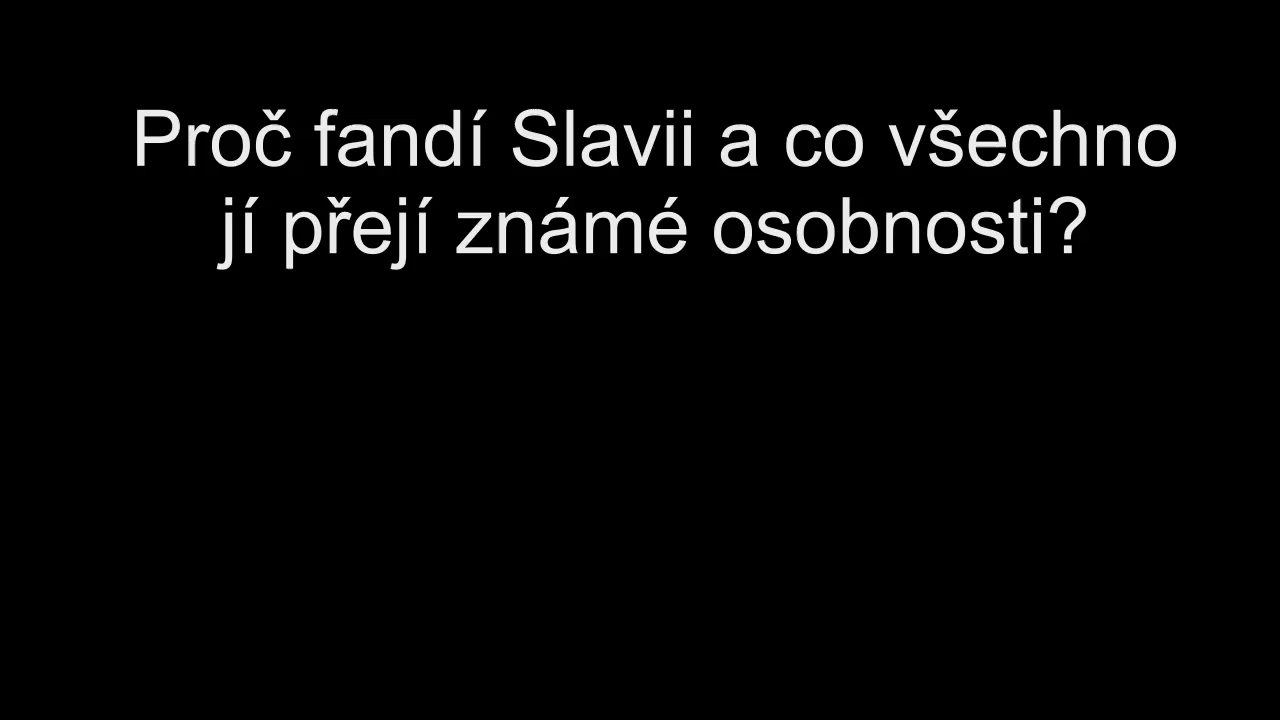 Proč fandí Slavii a co všechno
jí přejí známé osobnosti?